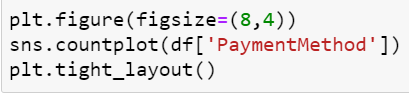 plt.figure(figsize=(8,4))
sns.countplot(df['PaymentMethod'])
plt.tight_layout()